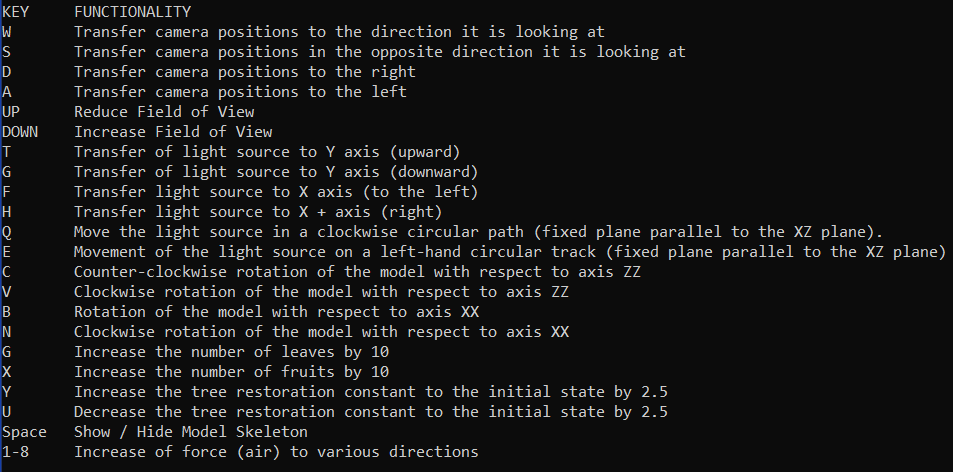 KEY FUNCTIONALITY
W Transfer camera positions to the direction it is looking at
S Transfer camera positions in the opposite direction it is looking at
D Transfer camera positions to the right
A Transfer camera positions to the left
UP Reduce Field of View
DOWN Increase Field of View
T Transfer of light source to Y axis (upward)
G Transfer of light source to Y axis (downward)
F Transfer light source to X axis (to the left)
H Transfer light source to X + axis (right)
Q Move the light source in a clockwise circular path (fixed plane parallel to the XZ plane).
E Movement of the light source on a left-hand circular track (fixed plane parallel to the XZ plane)
C Counter-clockwise rotation of the model with respect to axis ZZ
V Clockwise rotation of the model with respect to axis ZZ
B Rotation of the model with respect to axis XX
N Clockwise rotation of the model with respect to axis XX
G Increase the number of leaves by 10
X Increase the number of fruits by 10
Y Increase the tree restoration constant to the initial state by 2.5
U Decrease the tree restoration constant to the initial state by 2.5
Space Show / Hide Model Skeleton
1-8 Increase of force (air) to various directions